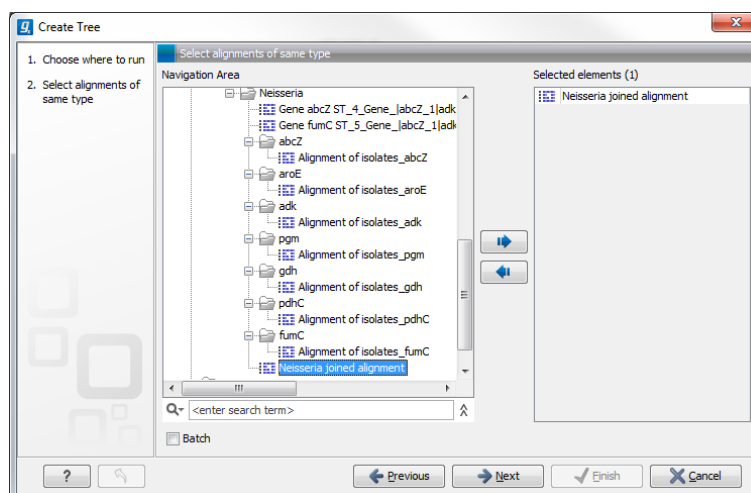 Create Tree
1. Choose where to run
2. Select alignments of
same type
Select alignments of same type
Navigation Area
Neisseria
Gene abcZ ST_4_Gene_|abcZ_1|adk
Gene fumC ST_5_Gene_|abcZ_1|adk
abcZ
Alignment of isolates_abcZ
aroE
Alignment of isolates_aroE
adk
Alignment of isolates_adk
pgm
Alignment of isolates_pgm
gdh
Alignment of isolates_gdh
pdhC
Alignment of isolates_pdhC
fumC
Alignment of isolates_fumC
Neisseria joined alignment
<enter search term>
Batch
Selected elements (1)
Neisseria joined alignment
?
Previous
Next
Finish
Cancel